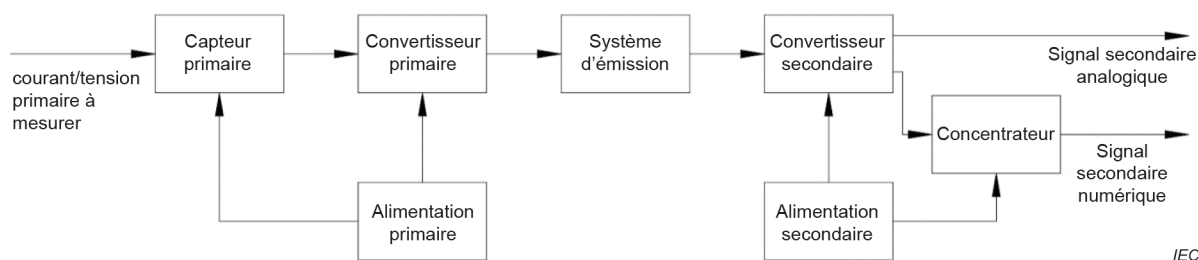 Capteur
primaire
Convertisseur
primaire
Système
d'émission
Convertisseur
secondaire
courant/tension
primaire à
mesurer
Signal secondaire
analogique
Concentrateur
Signal
secondaire
numérique
Alimentation
primaire
Alimentation
secondaire
IEC